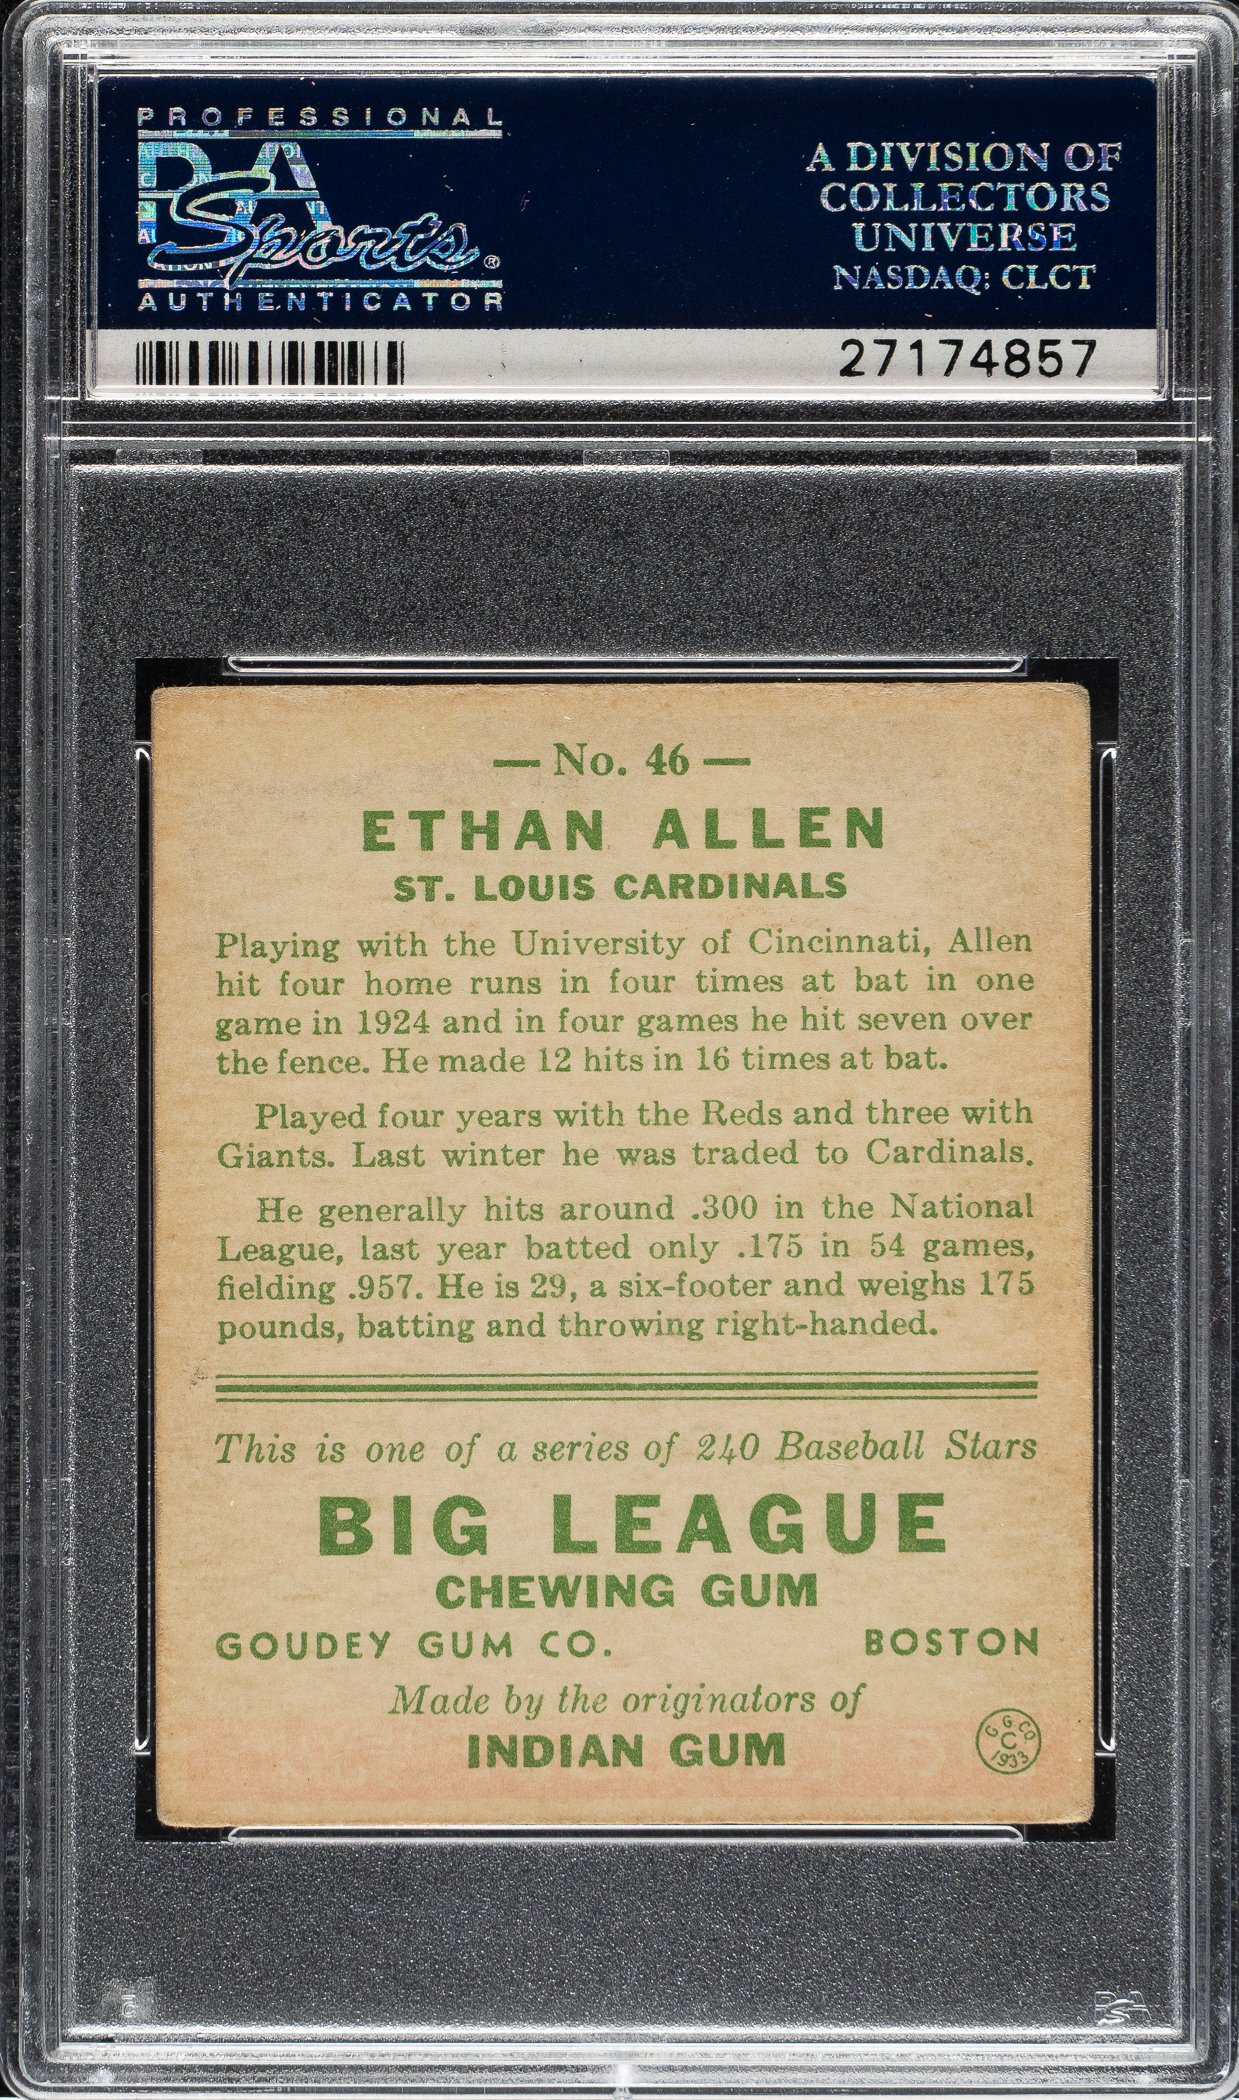 PROFESSIONAL
PSA
Sports®
AUTHENTICATOR
A DIVISION OF
COLLECTORS
UNIVERSE
NASDAQ: CLCT
27174857
— No. 46 —
ETHAN ALLEN
ST. LOUIS CARDINALS
Playing with the University of Cincinnati, Allen
hit four home runs in four times at bat in one
game in 1924 and in four games he hit seven over
the fence. He made 12 hits in 16 times at bat.
Played four years with the Reds and three with
Giants. Last winter he was traded to Cardinals.
He generally hits around .300 in the National
League, last year batted only .175 in 54 games,
fielding .957. He is 29, a six-footer and weighs 175
pounds, batting and throwing right-handed.
This is one of a series of 240 Baseball Stars
BIG LEAGUE
CHEWING GUM
GOUDEY GUM CO. BOSTON
Made by the originators of
INDIAN GUM
G G CO
C
1933
PSA